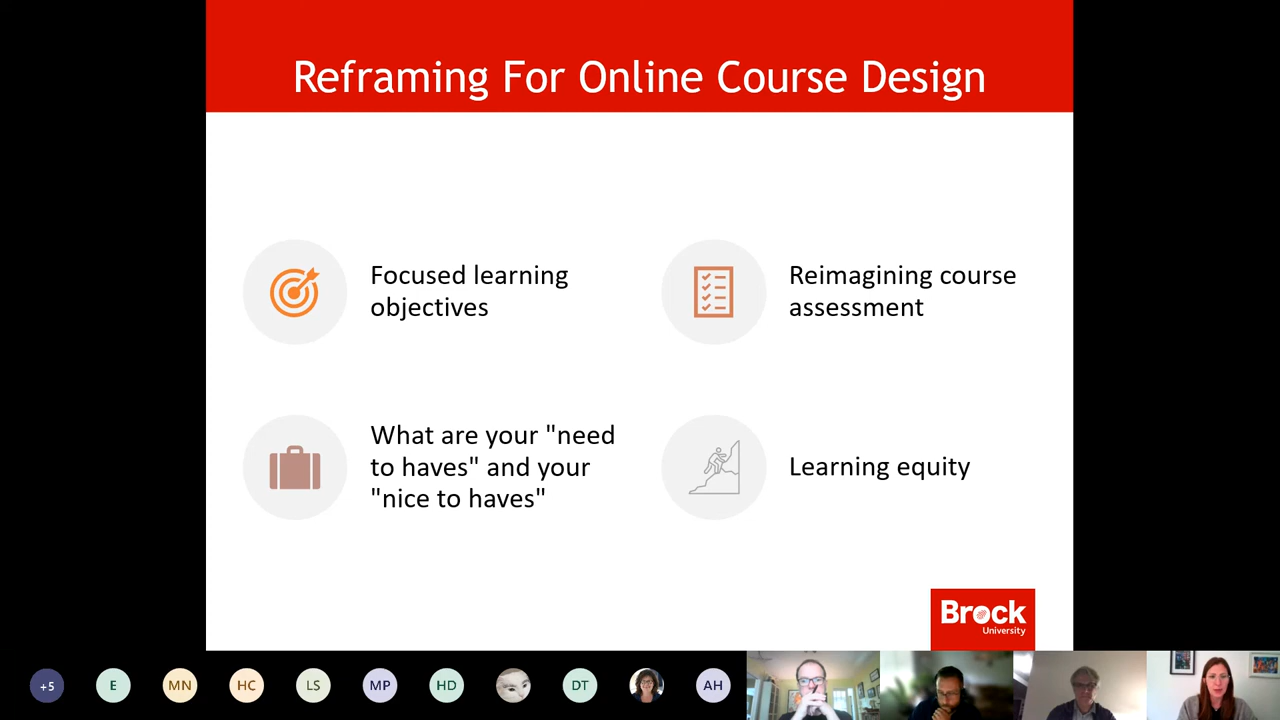 Reframing For Online Course Design
Focused learning
objectives
Reimagining course
assessment
What are your "need
to haves" and your
"nice to haves"
Learning equity
Brock
University
+5
E
MN
HC
LS
MP
HD
DT
AH